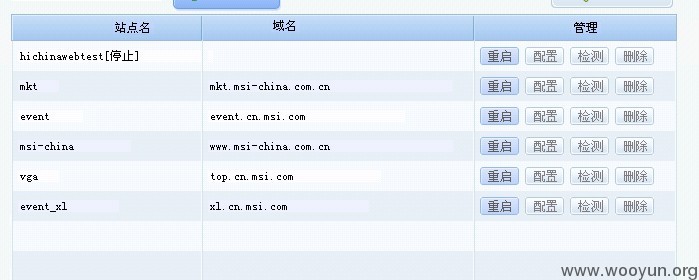 站点名 域名 管理
hichinawebtest[停止] 重启 配置 检测 删除
mkt mkt.msi-china.com.cn 重启 配置 检测 删除
event event.cn.msi.com 重启 配置 检测 删除
msi-china www.msi-china.com.cn 重启 配置 检测 删除
vga top.cn.msi.com 重启 配置 检测 删除
event_xl xl.cn.msi.com 重启 配置 检测 删除
www.wooyun.org